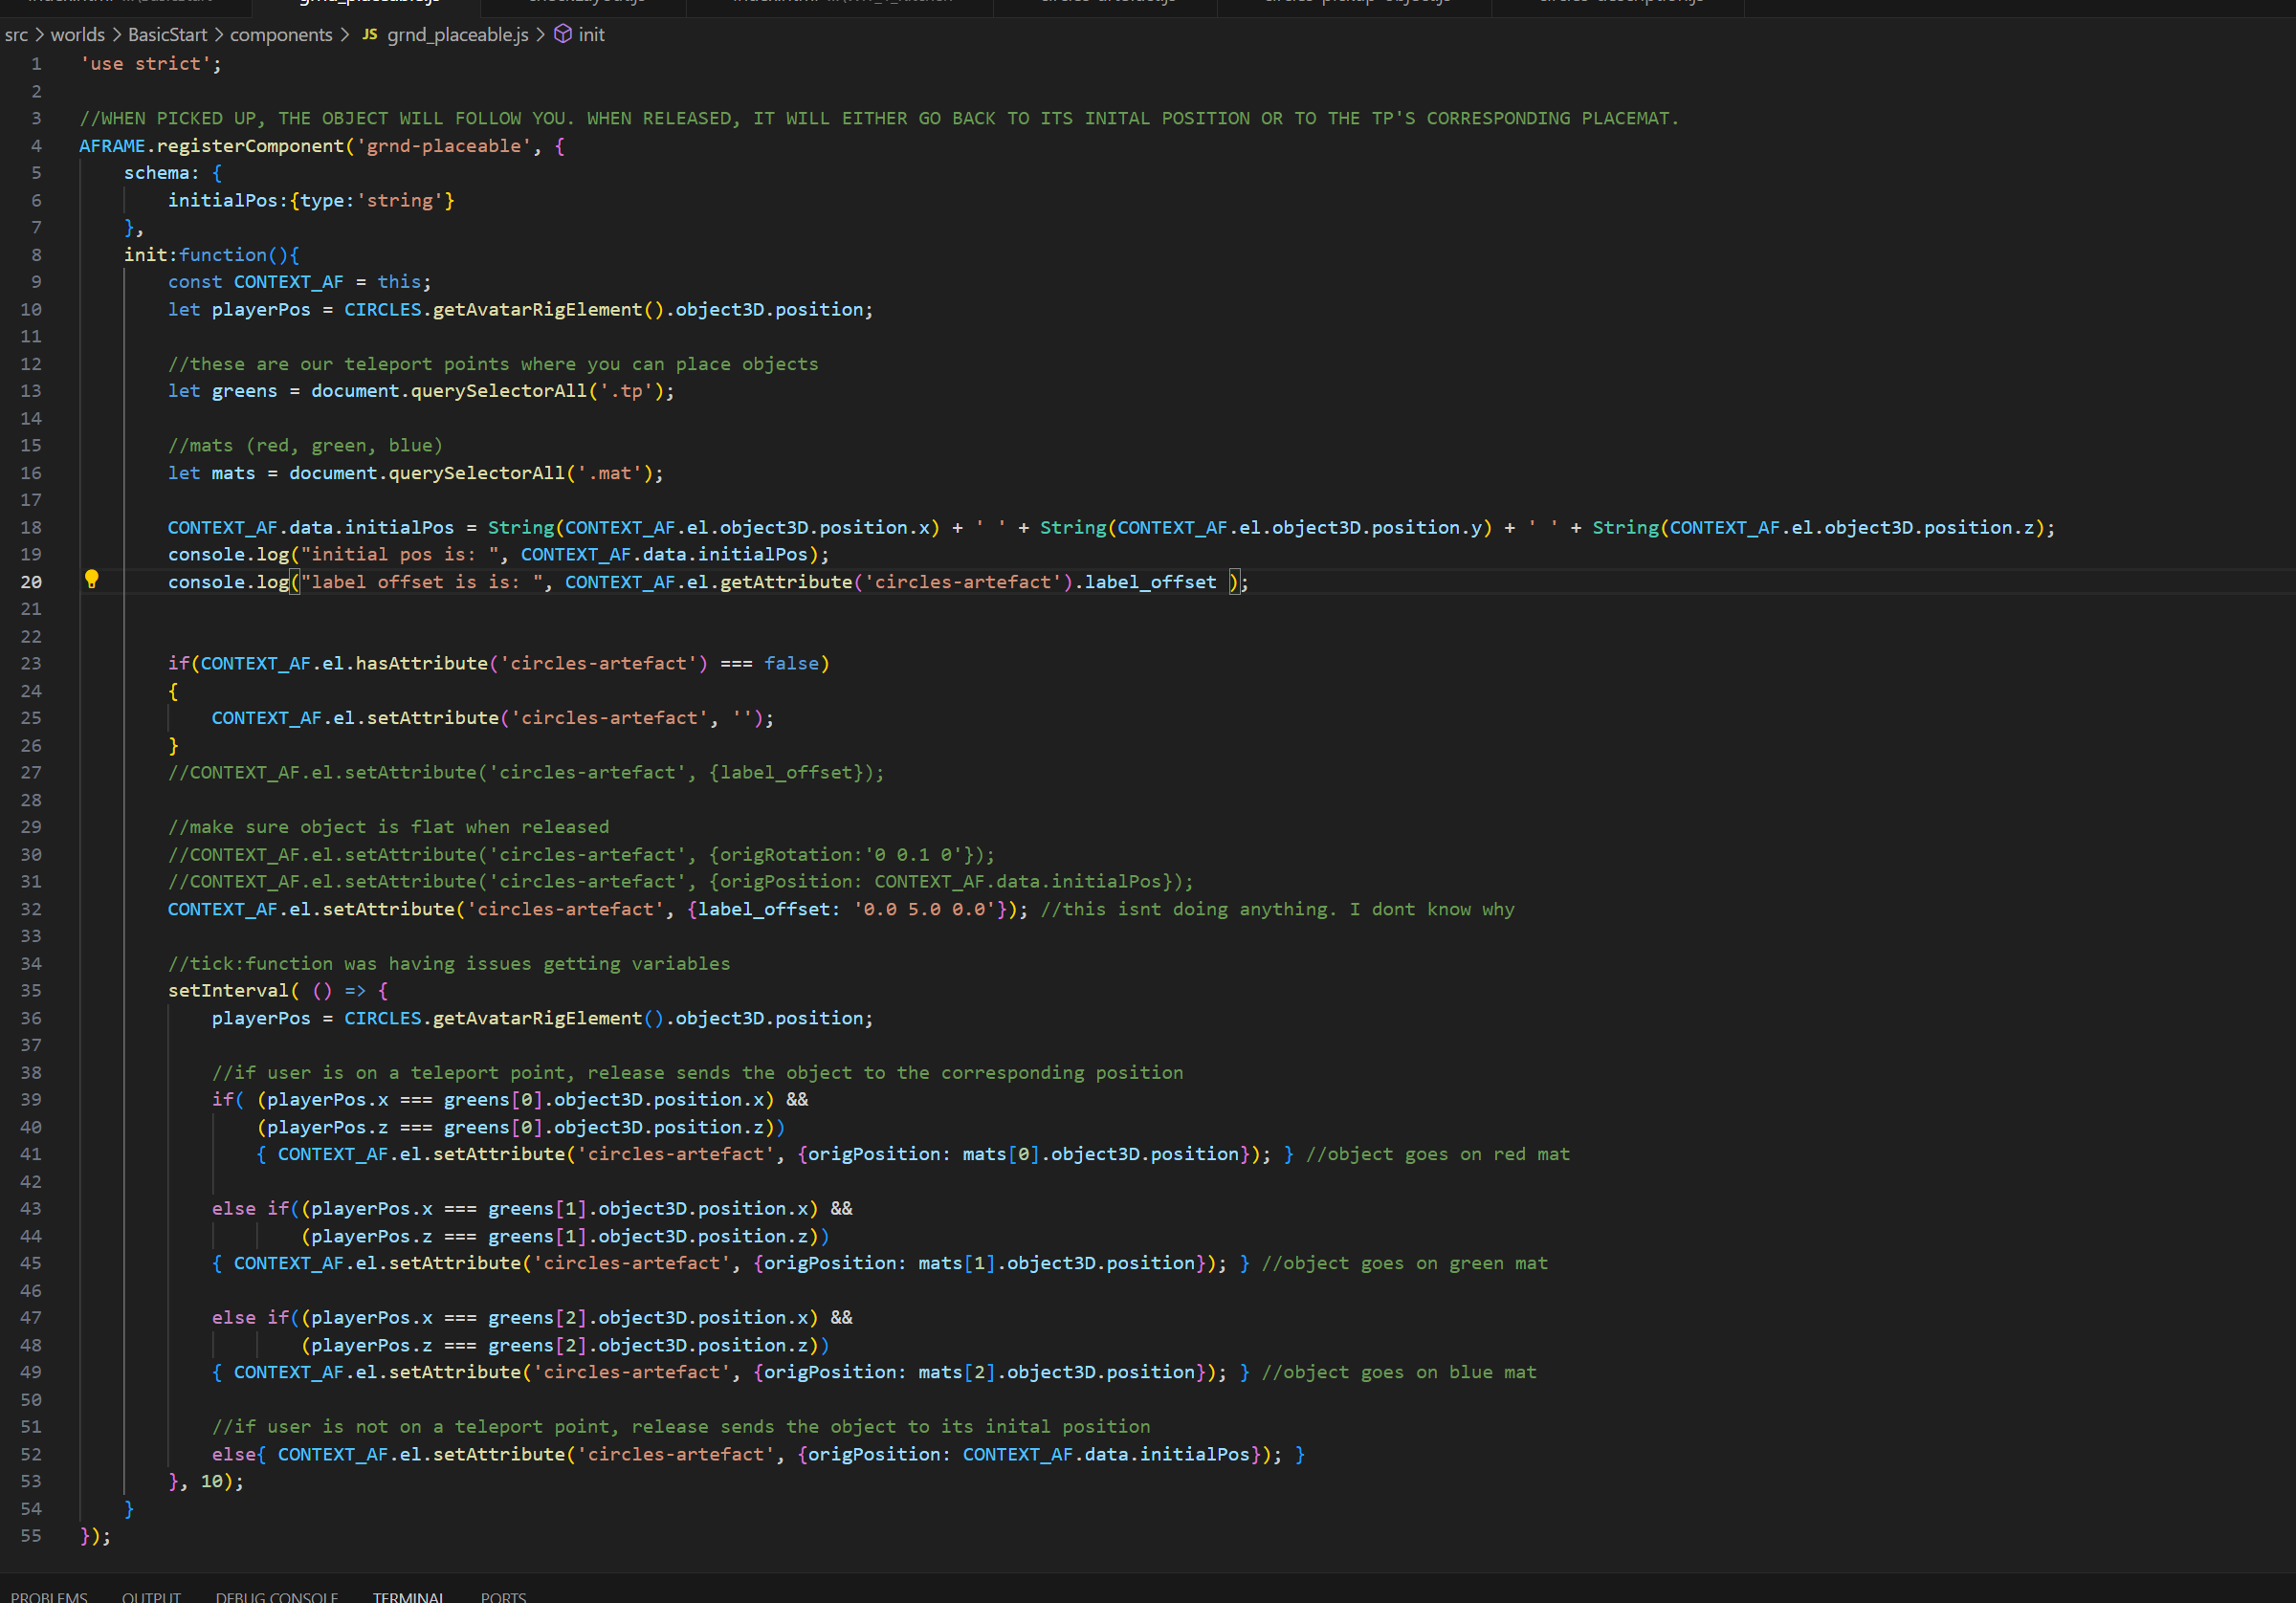 grnd_placeable.js
src > worlds > BasicStart > components > JS grnd_placeable.js > init
1 'use strict';
2
3 //WHEN PICKED UP, THE OBJECT WILL FOLLOW YOU. WHEN RELEASED, IT WILL EITHER GO BACK TO ITS INITAL POSITION OR TO THE TP'S CORRESPONDING PLACEMAT.
4 AFRAME.registerComponent('grnd-placeable', {
5     schema: {
6         initialPos:{type:'string'}
7     },
8     init:function(){
9         const CONTEXT_AF = this;
10         let playerPos = CIRCLES.getAvatarRigElement().object3D.position;
11
12         //these are our teleport points where you can place objects
13         let greens = document.querySelectorAll('.tp');
14
15         //mats (red, green, blue)
16         let mats = document.querySelectorAll('.mat');
17
18         CONTEXT_AF.data.initialPos = String(CONTEXT_AF.el.object3D.position.x) + ' ' + String(CONTEXT_AF.el.object3D.position.y) + ' ' + String(CONTEXT_AF.el.object3D.position.z);
19         console.log("initial pos is: ", CONTEXT_AF.data.initialPos);
20         console.log("label offset is is: ", CONTEXT_AF.el.getAttribute('circles-artefact').label_offset );
21
22
23         if(CONTEXT_AF.el.hasAttribute('circles-artefact') === false)
24         {
25             CONTEXT_AF.el.setAttribute('circles-artefact', '');
26         }
27         //CONTEXT_AF.el.setAttribute('circles-artefact', {label_offset});
28
29         //make sure object is flat when released
30         //CONTEXT_AF.el.setAttribute('circles-artefact', {origRotation:'0 0.1 0'});
31         //CONTEXT_AF.el.setAttribute('circles-artefact', {origPosition: CONTEXT_AF.data.initialPos});
32         CONTEXT_AF.el.setAttribute('circles-artefact', {label_offset: '0.0 5.0 0.0'}); //this isnt doing anything. I dont know why
33
34         //tick:function was having issues getting variables
35         setInterval( () => {
36             playerPos = CIRCLES.getAvatarRigElement().object3D.position;
37
38             //if user is on a teleport point, release sends the object to the corresponding position
39             if( (playerPos.x === greens[0].object3D.position.x) &&
40                 (playerPos.z === greens[0].object3D.position.z))
41                 { CONTEXT_AF.el.setAttribute('circles-artefact', {origPosition: mats[0].object3D.position}); } //object goes on red mat
42
43             else if((playerPos.x === greens[1].object3D.position.x) &&
44                     (playerPos.z === greens[1].object3D.position.z))
45             { CONTEXT_AF.el.setAttribute('circles-artefact', {origPosition: mats[1].object3D.position}); } //object goes on green mat
46
47             else if((playerPos.x === greens[2].object3D.position.x) &&
48                     (playerPos.z === greens[2].object3D.position.z))
49             { CONTEXT_AF.el.setAttribute('circles-artefact', {origPosition: mats[2].object3D.position}); } //object goes on blue mat
50
51             //if user is not on a teleport point, release sends the object to its inital position
52             else{ CONTEXT_AF.el.setAttribute('circles-artefact', {origPosition: CONTEXT_AF.data.initialPos}); }
53         }, 10);
54     }
55 });
PROBLEMS OUTPUT DEBUG CONSOLE TERMINAL PORTS